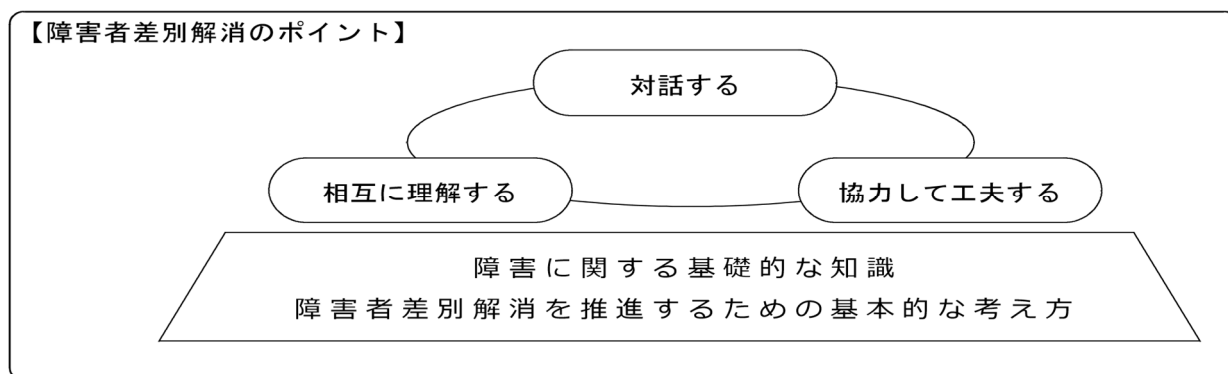 【障害者差別解消のポイント】
対話する
相互に理解する
協力して工夫する
障害に関する基礎的な知識
障害者差別解消を推進するための基本的な考え方